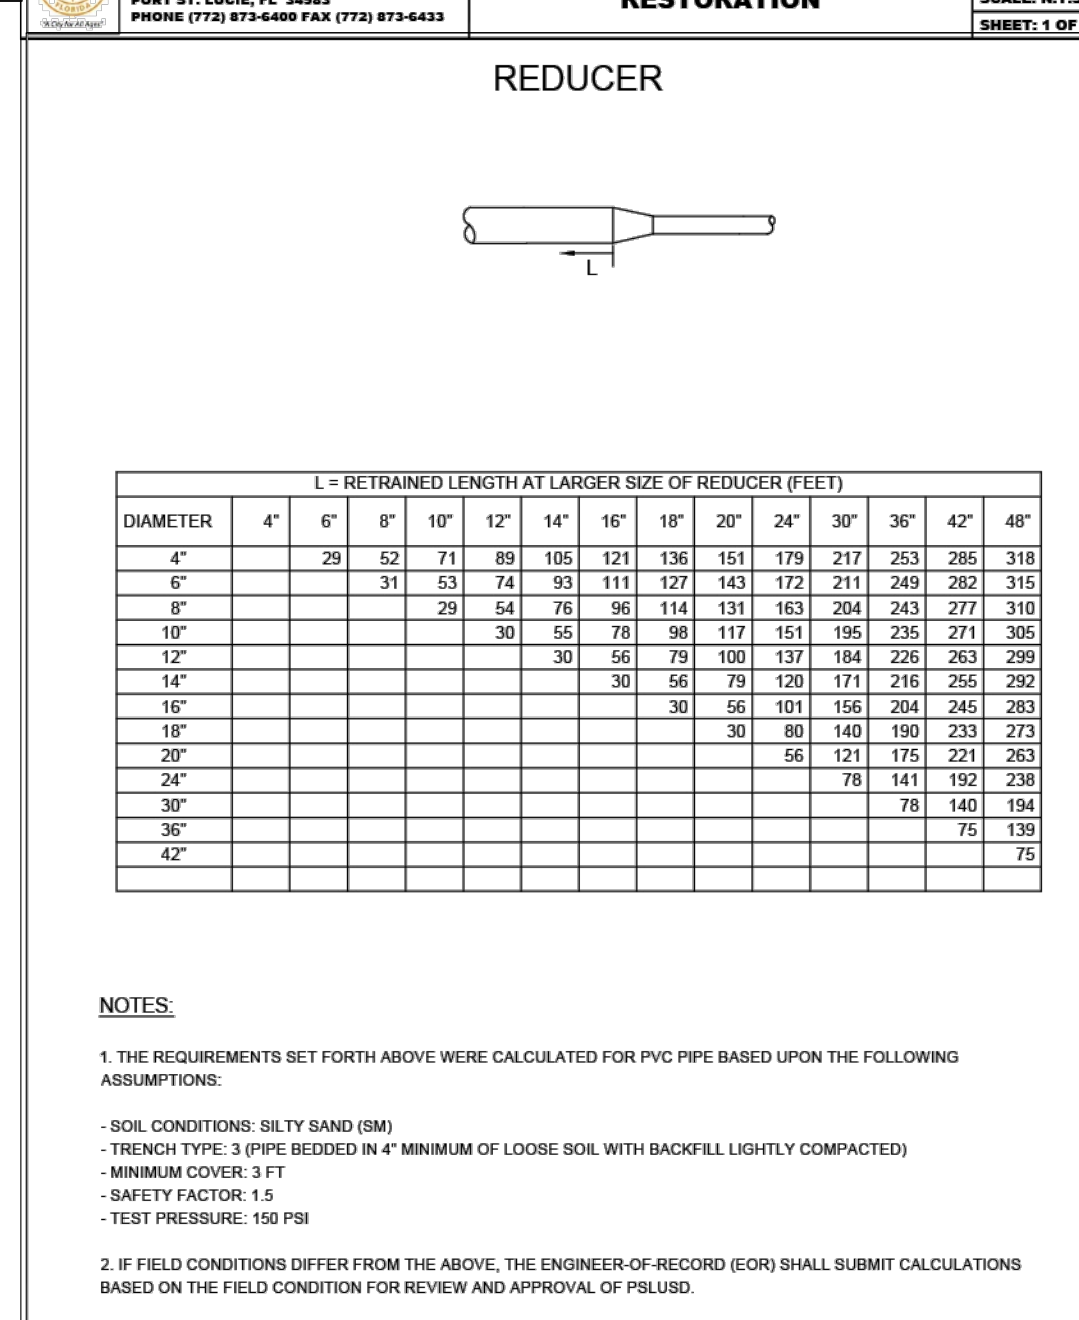 FLORIDA
"A City for All Ages"
PORT ST. LUCIE, FL 34983
PHONE (772) 873-6400 FAX (772) 873-6433
RESTORATION
SHEET: 1 OF
REDUCER
L
L = RETRAINED LENGTH AT LARGER SIZE OF REDUCER (FEET)
DIAMETER 4" 6" 8" 10" 12" 14" 16" 18" 20" 24" 30" 36" 42" 48"
4" 29 52 71 89 105 121 136 151 179 217 253 285 318
6" 31 53 74 93 111 127 143 172 211 249 282 315
8" 29 54 76 96 114 131 163 204 243 277 310
10" 30 55 78 98 117 151 195 235 271 305
12" 30 56 79 100 137 184 226 263 299
14" 30 56 79 120 171 216 255 292
16" 30 56 101 156 204 245 283
18" 30 80 140 190 233 273
20" 56 121 175 221 263
24" 78 141 192 238
30" 78 140 194
36" 75 139
42" 75
NOTES:
1. THE REQUIREMENTS SET FORTH ABOVE WERE CALCULATED FOR PVC PIPE BASED UPON THE FOLLOWING
ASSUMPTIONS:
- SOIL CONDITIONS: SILTY SAND (SM)
- TRENCH TYPE: 3 (PIPE BEDDED IN 4" MINIMUM OF LOOSE SOIL WITH BACKFILL LIGHTLY COMPACTED)
- MINIMUM COVER: 3 FT
- SAFETY FACTOR: 1.5
- TEST PRESSURE: 150 PSI
2. IF FIELD CONDITIONS DIFFER FROM THE ABOVE, THE ENGINEER-OF-RECORD (EOR) SHALL SUBMIT CALCULATIONS
BASED ON THE FIELD CONDITION FOR REVIEW AND APPROVAL OF PSLUSD.